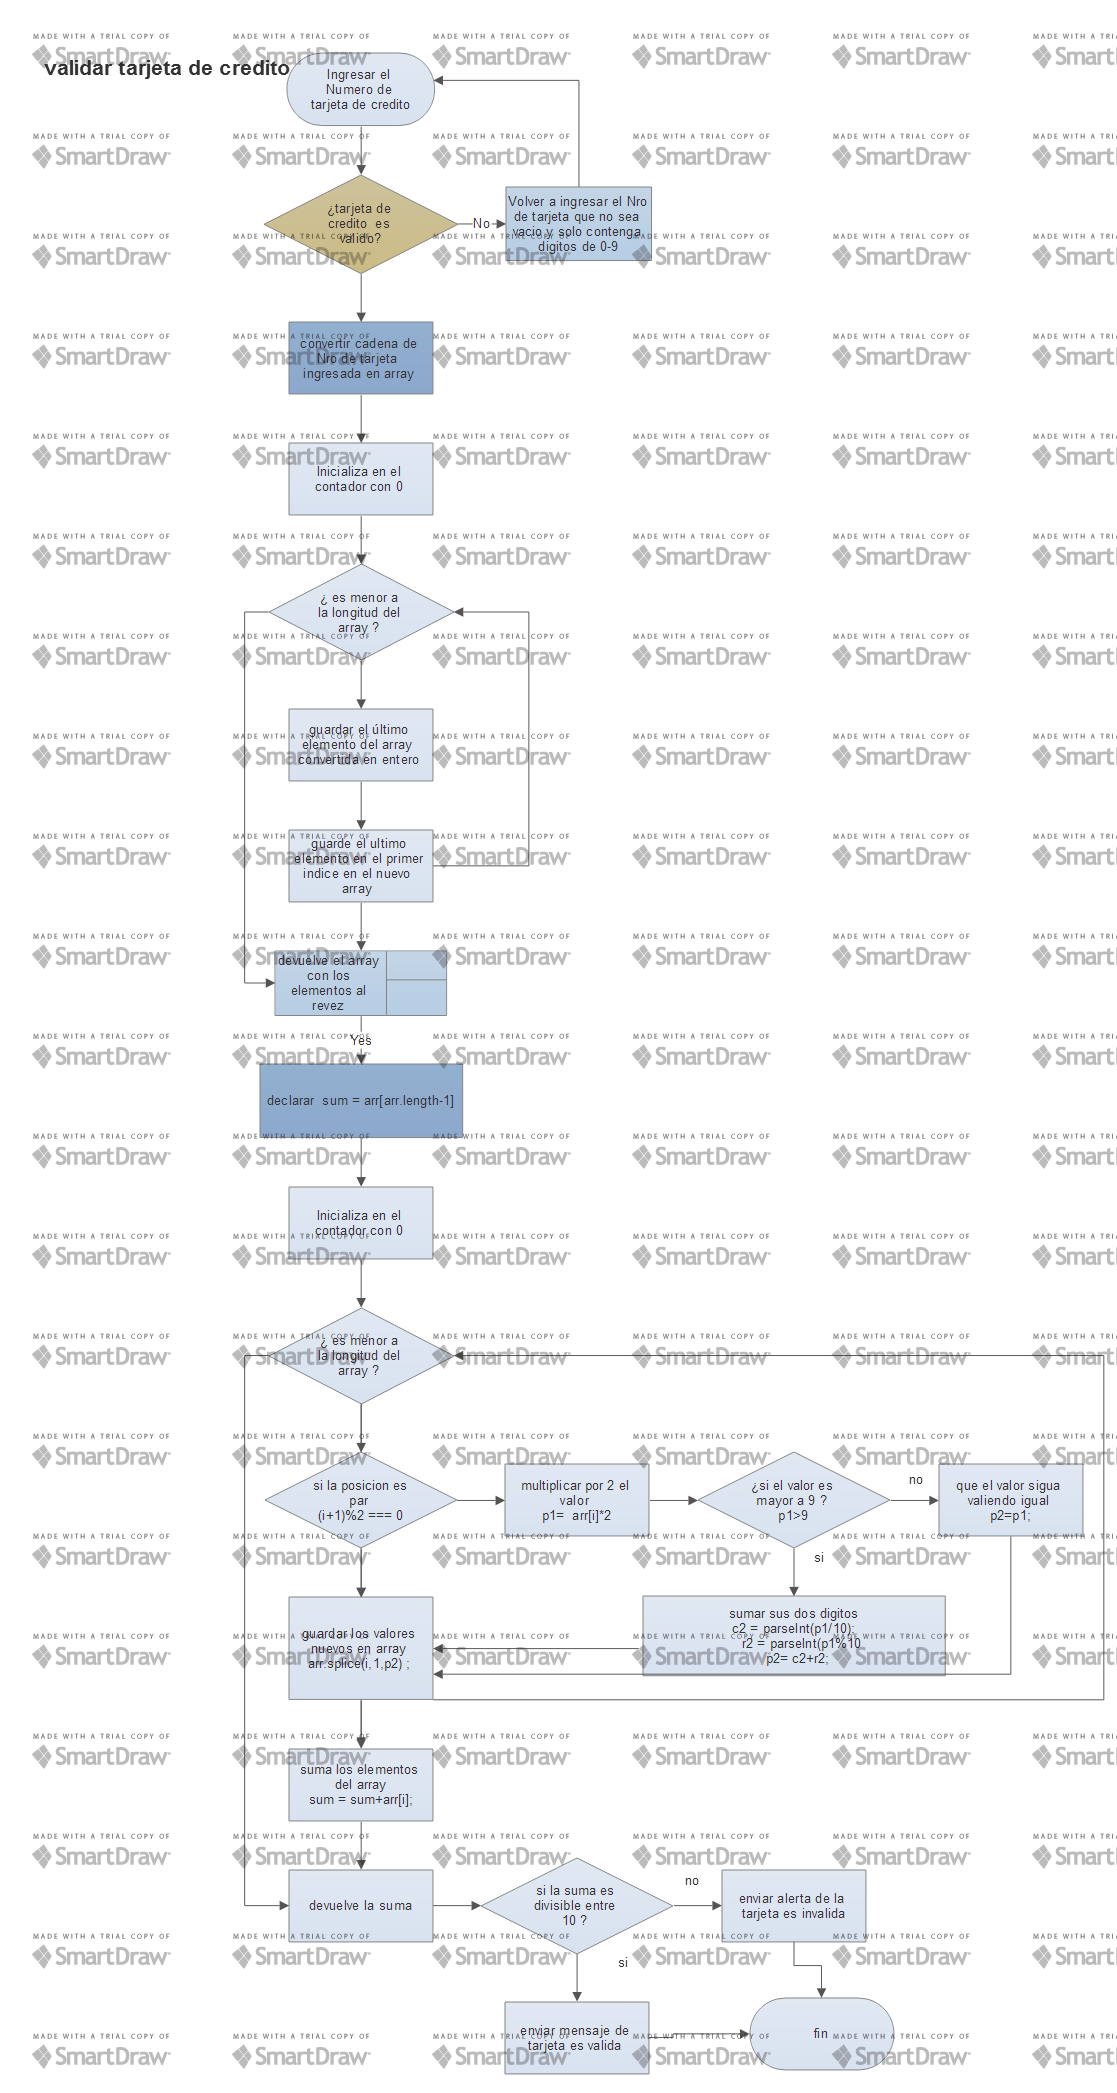 Validar tarjeta de credito
Ingresar el
Numero de
tarjeta de credito
¿tarjeta de
credito es
valido?
No
Volver a ingresar el Nro
de tarjeta que no sea
vacio y solo contenga
digitos de 0-9
convertir cadena de
Nro de tarjeta
ingresada en array
Inicializa en el
contador con 0
¿ es menor a
la longitud del
array ?
guardar el último
elemento del array
convertida en entero
guarde el ultimo
elemento en el primer
indice en el nuevo
array
devuelve el array
con los
elementos al
revez
Yes
declarar sum = arr[arr.length-1]
Inicializa en el
contador con 0
¿ es menor a
la longitud del
array ?
si la posicion es
par
(i+1)%2 === 0
multiplicar por 2 el
valor
p1= arr[i]*2
¿si el valor es
mayor a 9 ?
p1>9
no
que el valor sigua
valiendo igual
p2=p1;
si
sumar sus dos digitos
c2 = parseInt(p1/10);
r2 = parseInt(p1%10
p2= c2+r2;
guardar los valores
nuevos en array
arr.splice(i,1,p2) ;
suma los elementos
del array
sum = sum+arr[i];
devuelve la suma
si la suma es
divisible entre
10 ?
no
enviar alerta de la
tarjeta es invalida
si
enviar mensaje de
tarjeta es valida
fin
MADE WITH A TRIAL COPY OF
SmartDraw